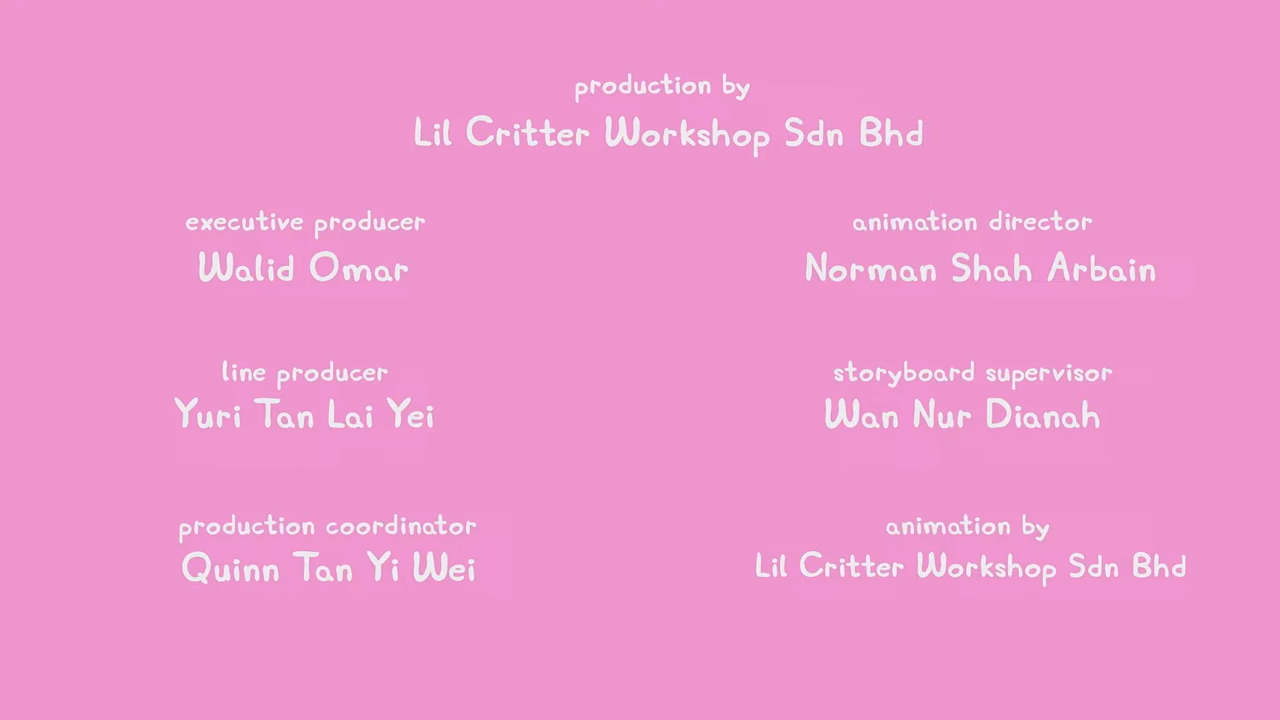 production by
Lil Critter Workshop Sdn Bhd
executive producer
Walid Omar
animation director
Norman Shah Arbain
line producer
Yuri Tan Lai Yei
storyboard supervisor
Wan Nur Dianah
production coordinator
Quinn Tan Yi Wei
animation by
Lil Critter Workshop Sdn Bhd